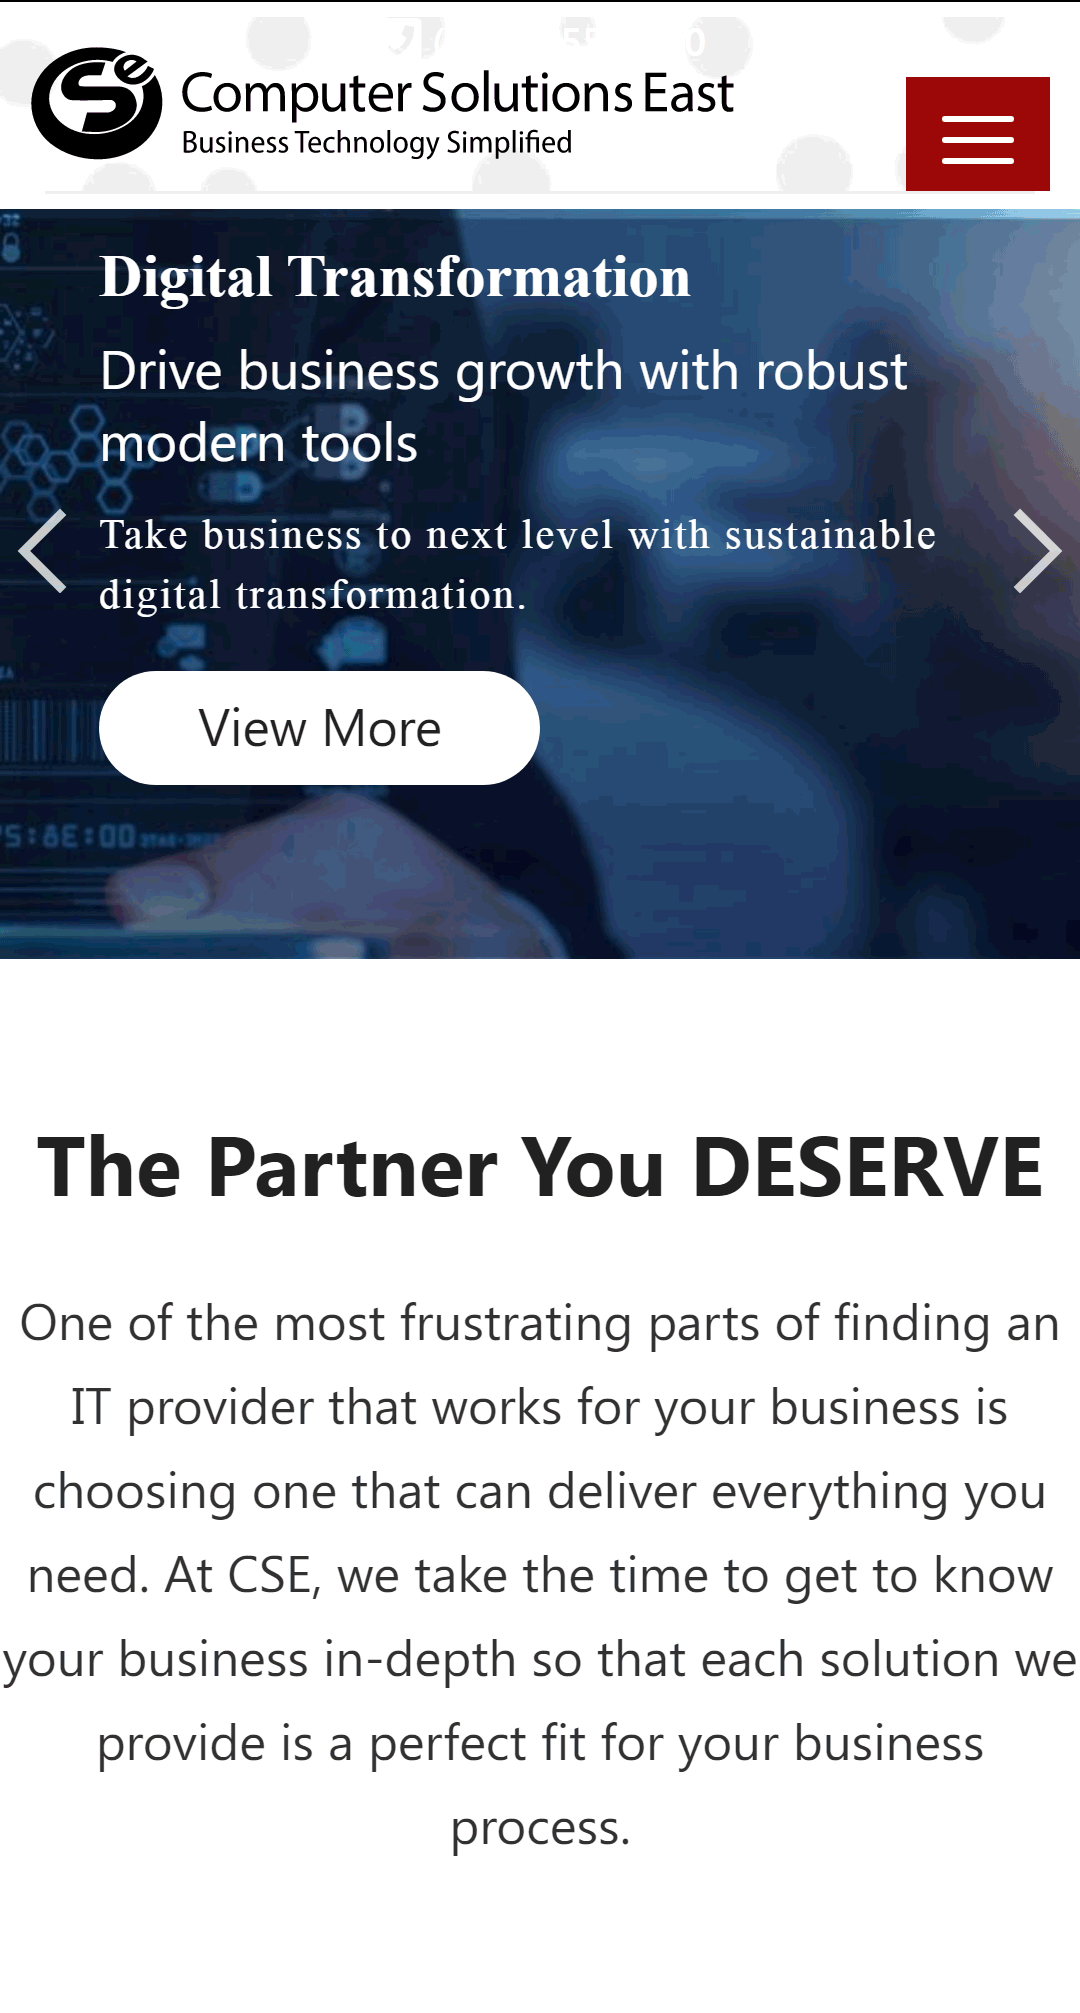 Computer Solutions East
Business Technology Simplified
Digital Transformation
Drive business growth with robust
modern tools
Take business to next level with sustainable
digital transformation.
View More
The Partner You DESERVE
One of the most frustrating parts of finding an
IT provider that works for your business is
choosing one that can deliver everything you
need. At CSE, we take the time to get to know
your business in-depth so that each solution we
provide is a perfect fit for your business
process.